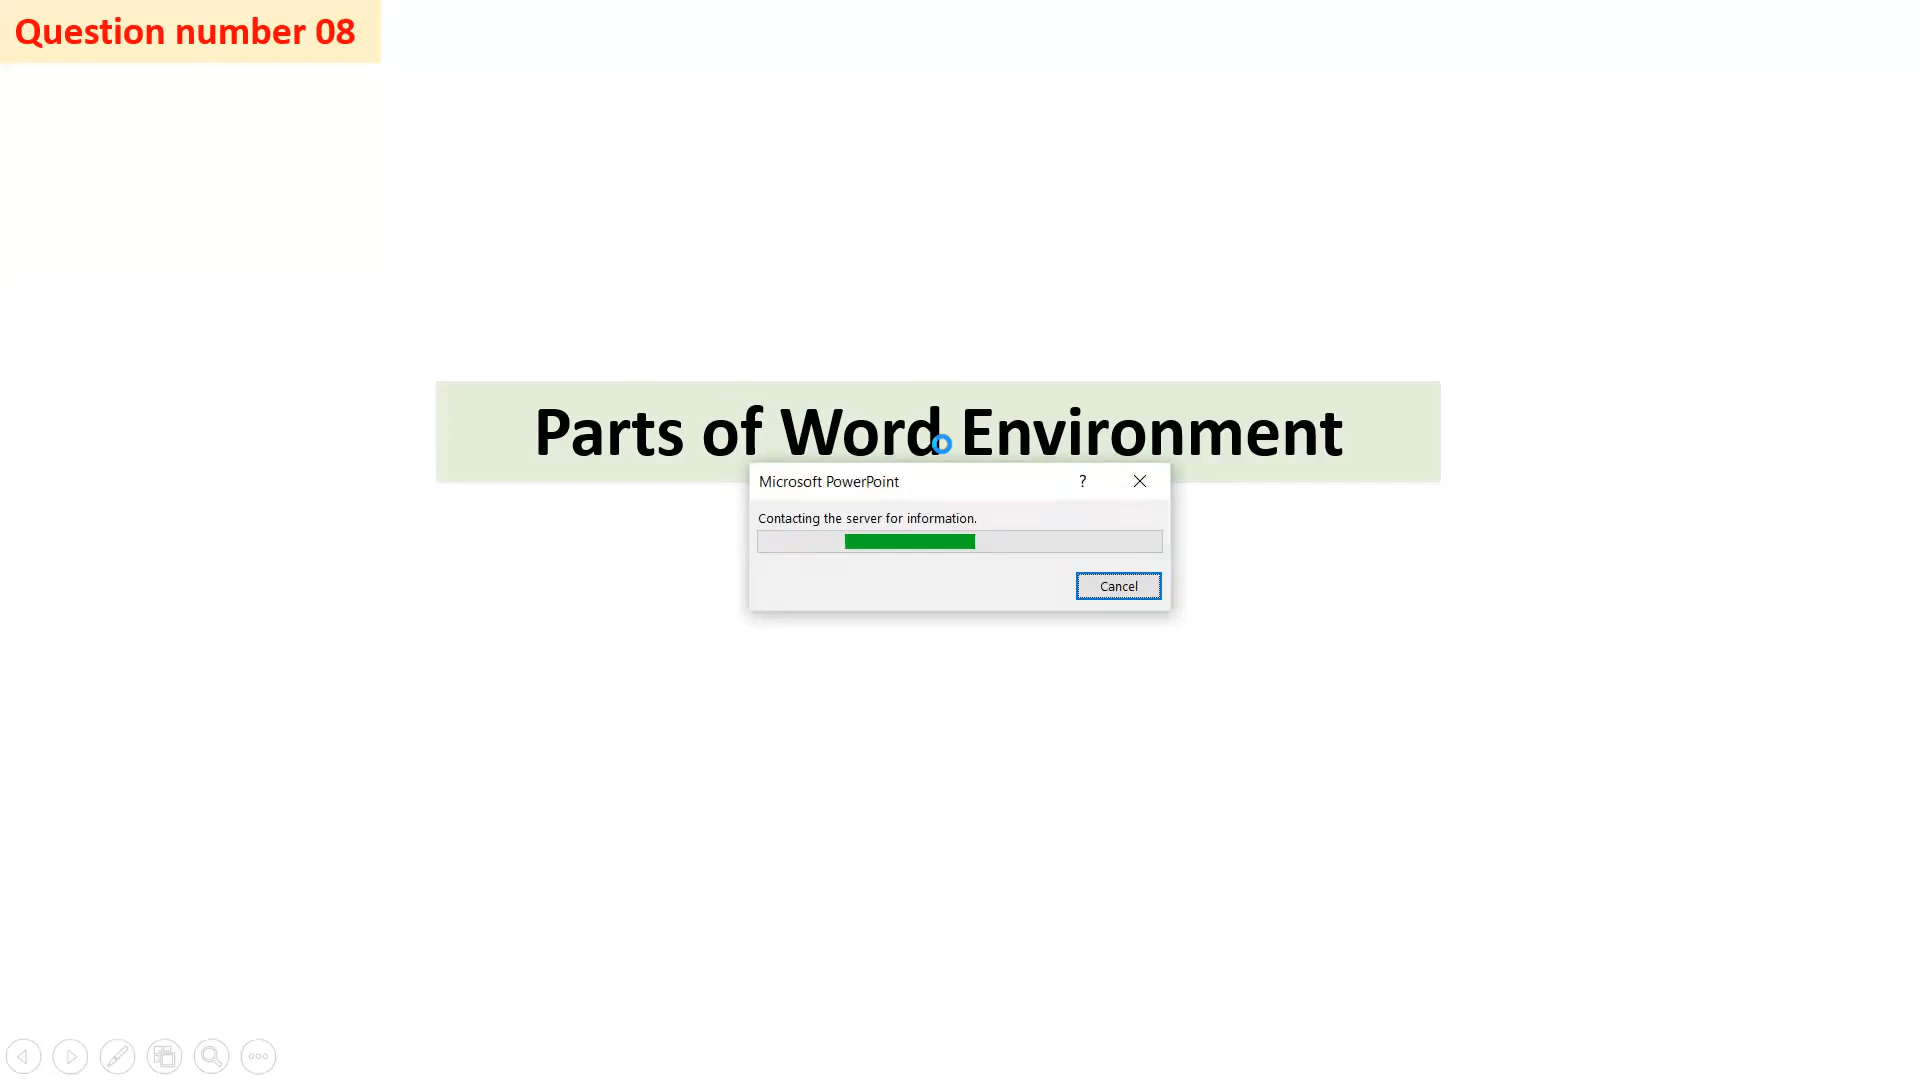 Question number 08
Parts of Word Environment
Microsoft PowerPoint ?
Contacting the server for information.
Cancel